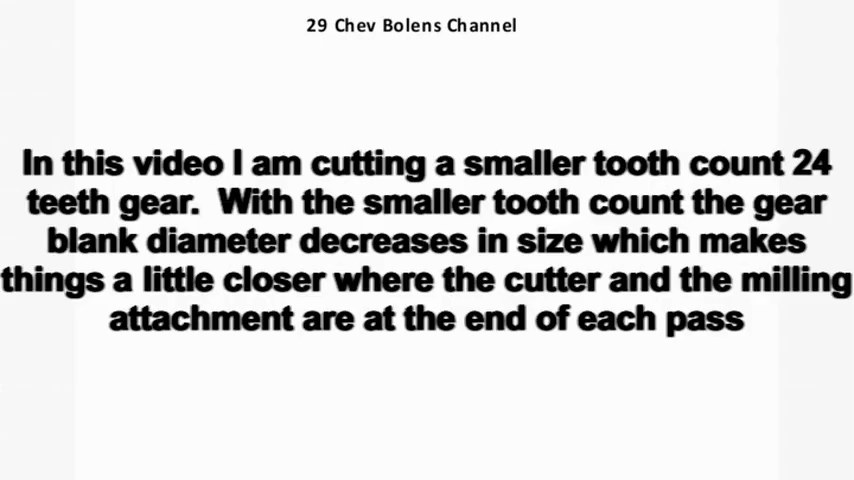 29 Chev Bolens Channel
In this video I am cutting a smaller tooth count 24
teeth gear.  With the smaller tooth count the gear
blank diameter decreases in size which makes
things a little closer where the cutter and the milling
attachment are at the end of each pass